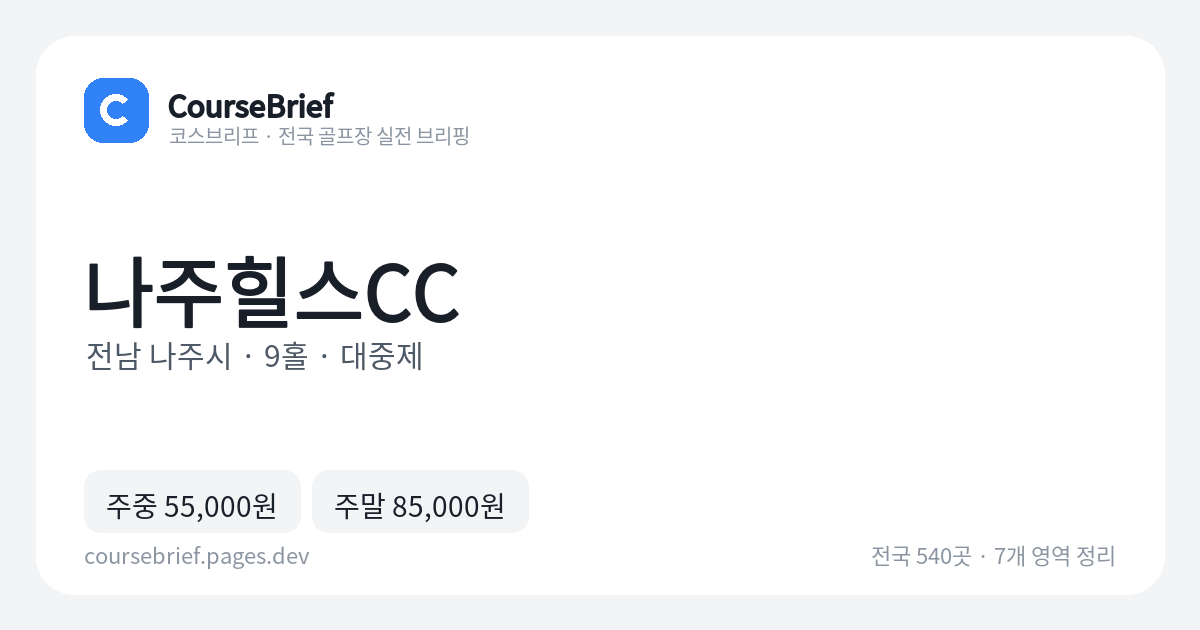 C
CourseBrief
코스브리프 · 전국 골프장 실전 브리핑
나주힐스CC
전남 나주시 · 9홀 · 대중제
주중 55,000원 주말 85,000원
coursebrief.pages.dev 전국 540곳 · 7개 영역 정리